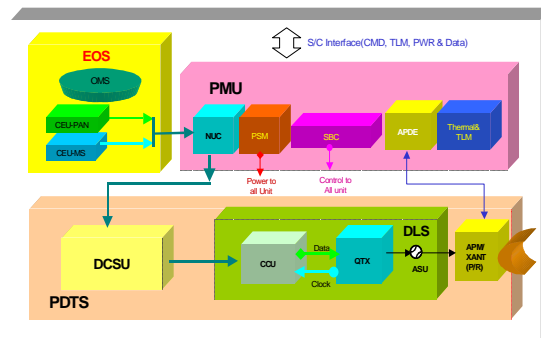 S/C Interface(CMD, TLM, PWR & Data)
EOS
OMS
CEU-PAN
CEU-MS
PMU
NUC
PSM
SBC
APDE
Thermal&
TLM
Power to
all Unit
Control to
All unit
PDTS
DCSU
DLS
CCU
Data
Clock
QTX
ASU
APM/
XANT
(P/R)